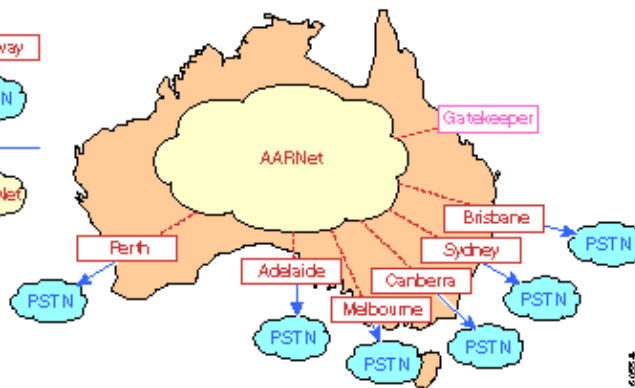 way
N
Net
Gatekeeper
AARNet
Brisbane
PSTN
Perth
Sydney
Adelaide
Canberra
PSTN
PSTN
Melbourne
PSTN
PSTN
PSTN